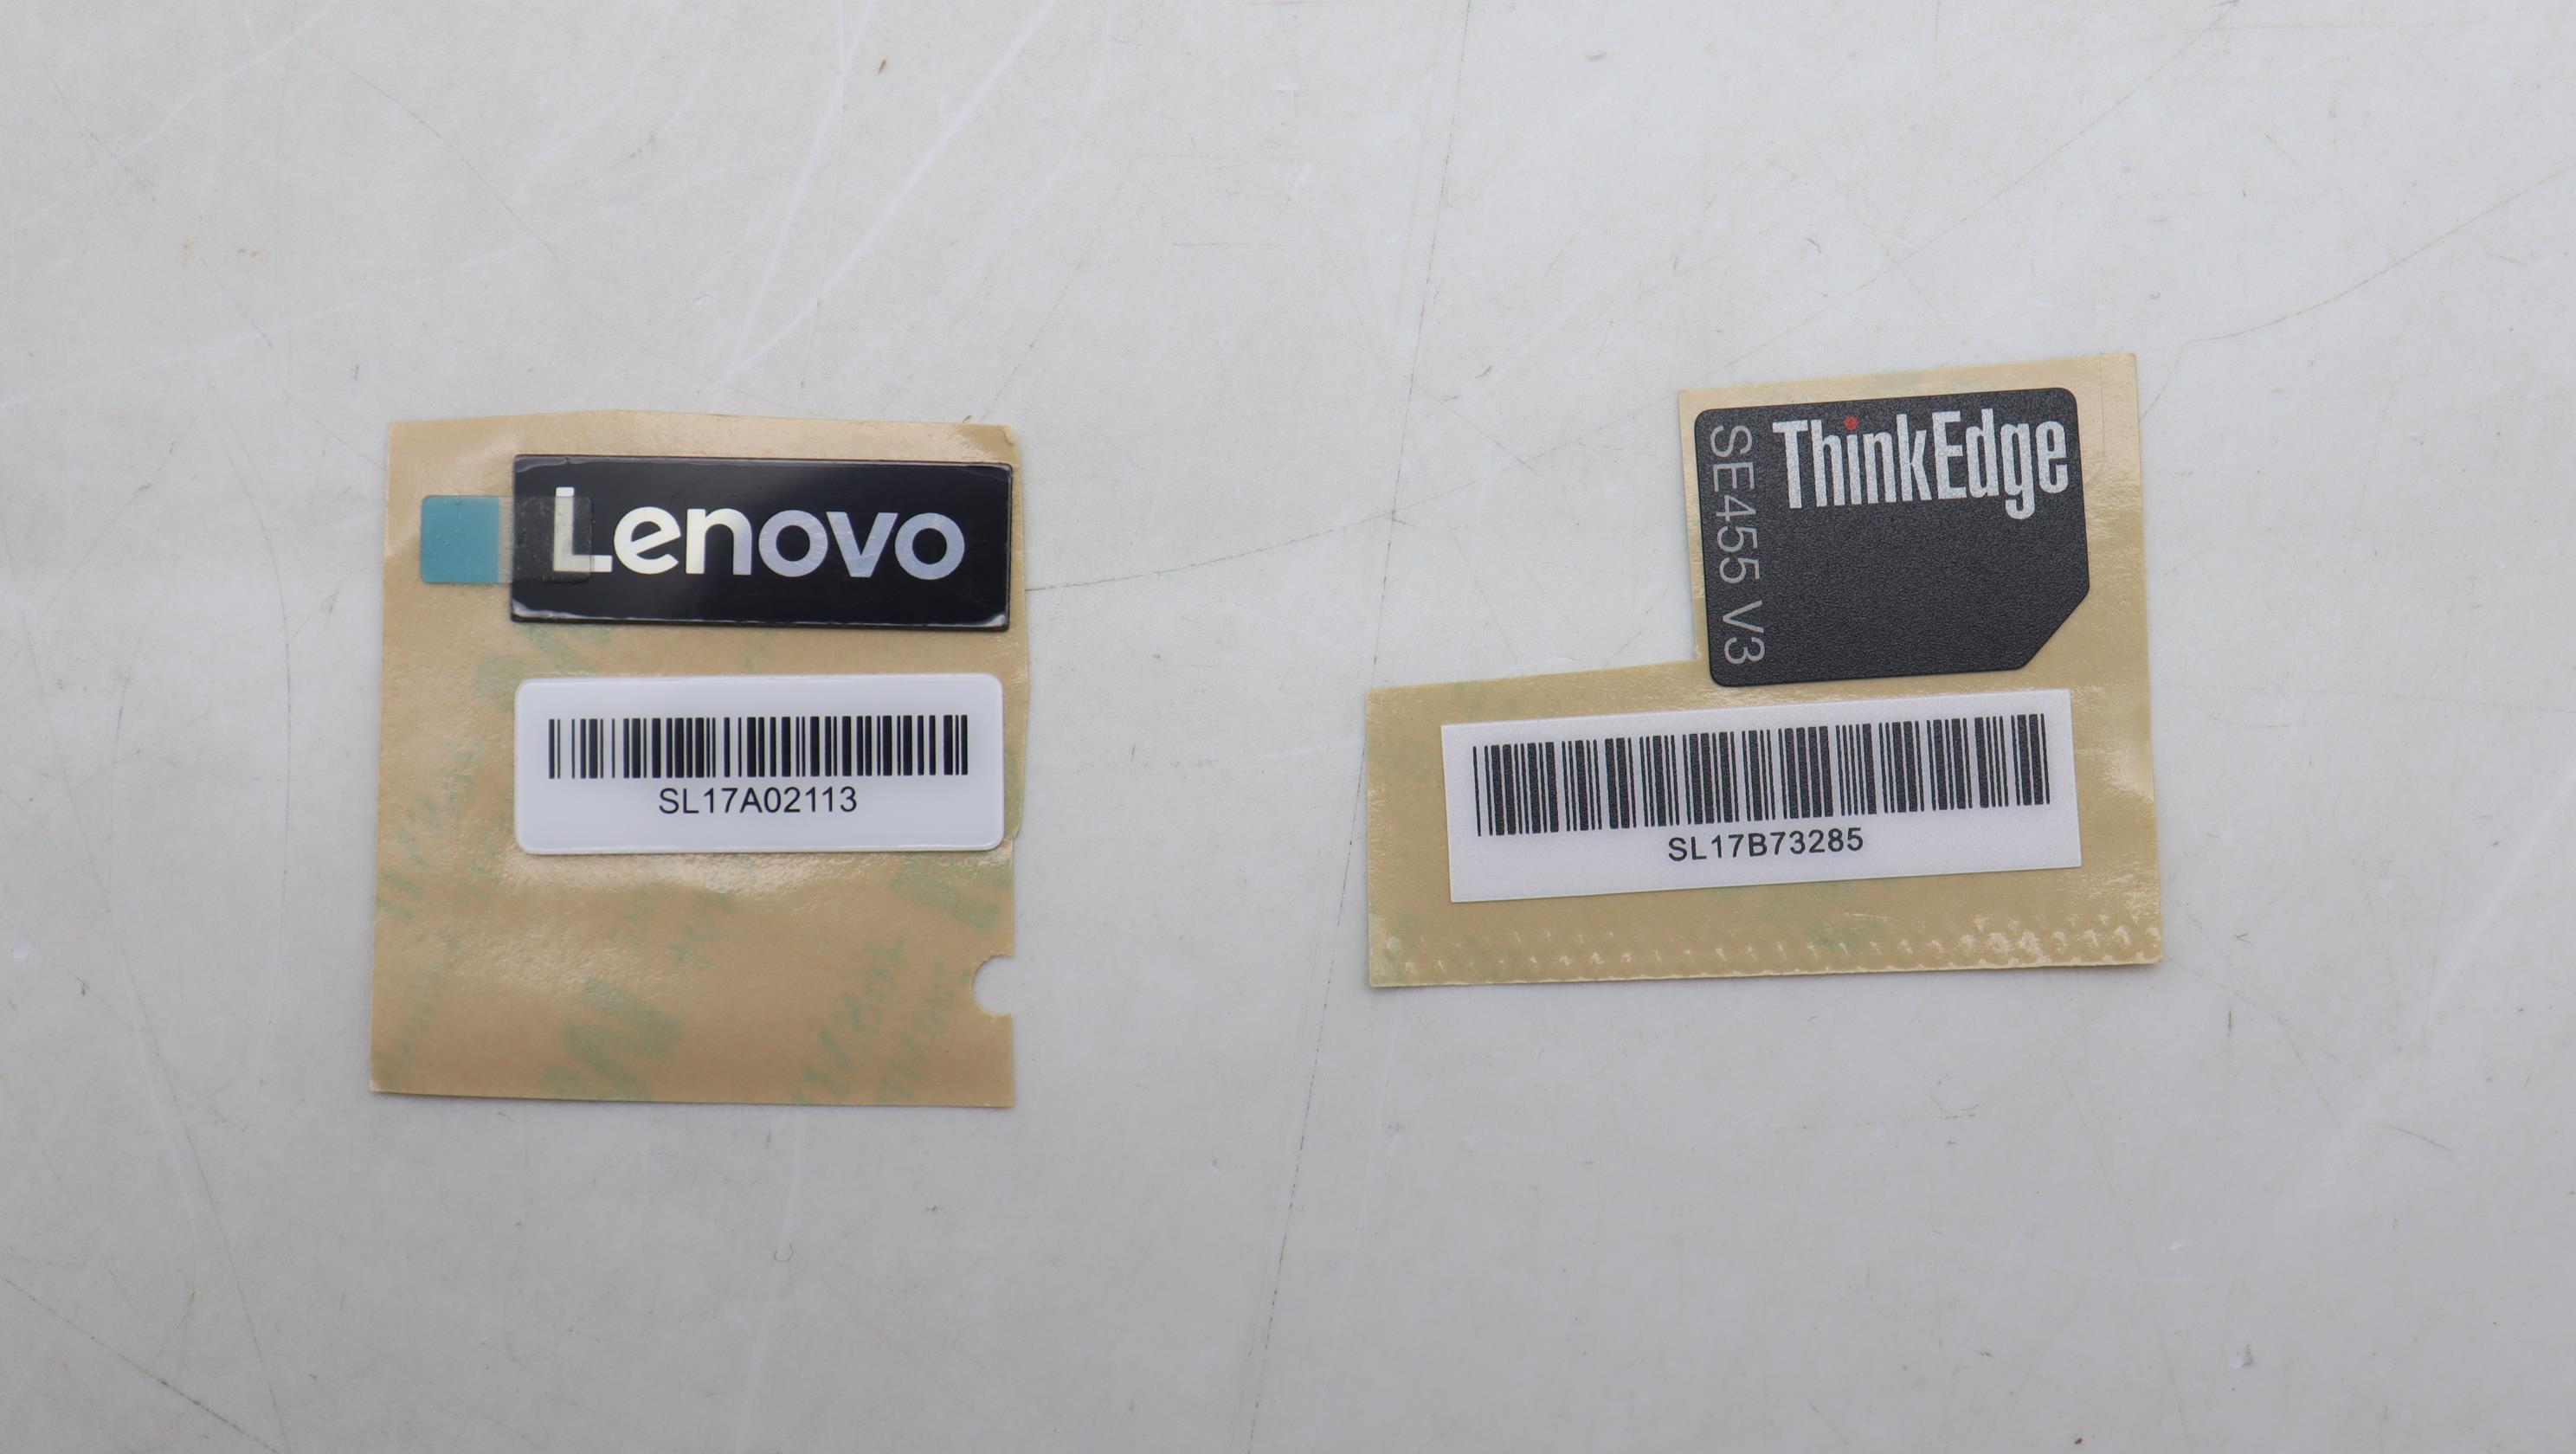 Lenovo
SL17A02113
ThinkEdge
SE455 V3
SL17B73285